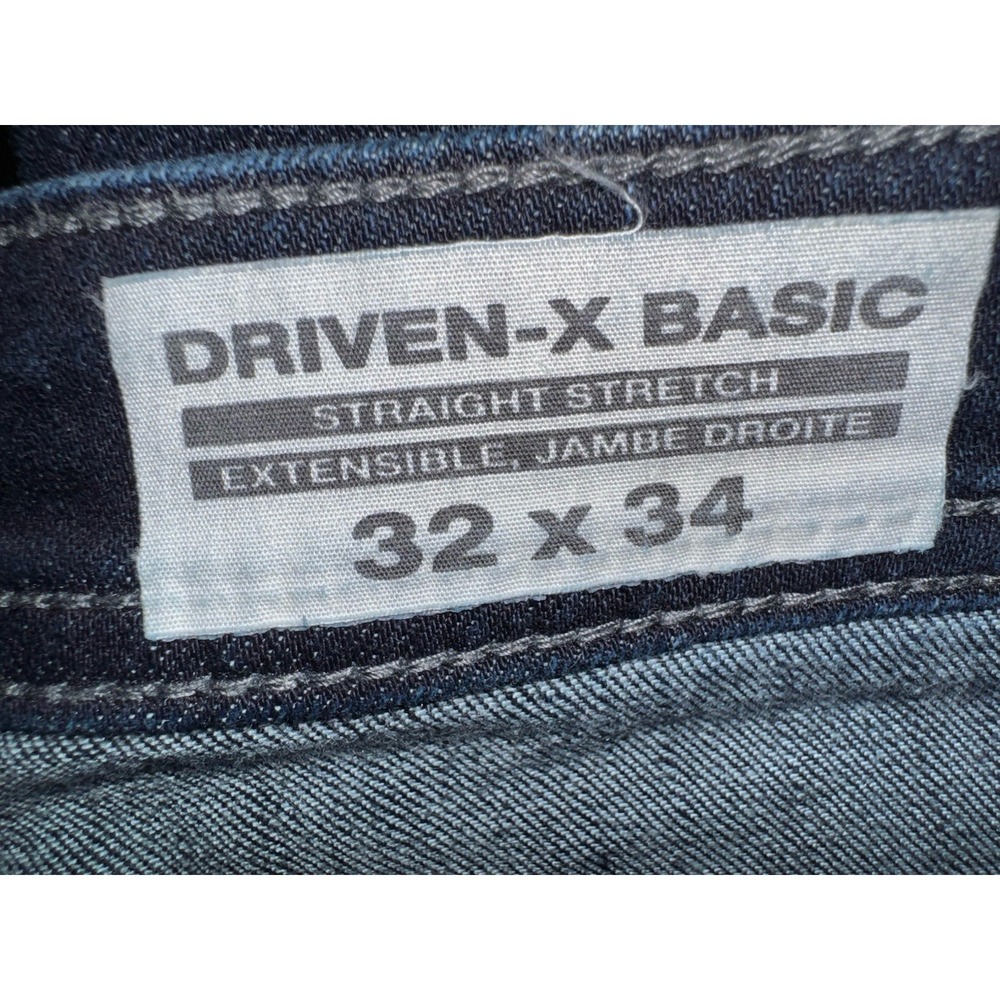 DRIVEN-X BASIC
STRAIGHT STRETCH
EXTENSIBLE, JAMBE DROITE
32 x 34